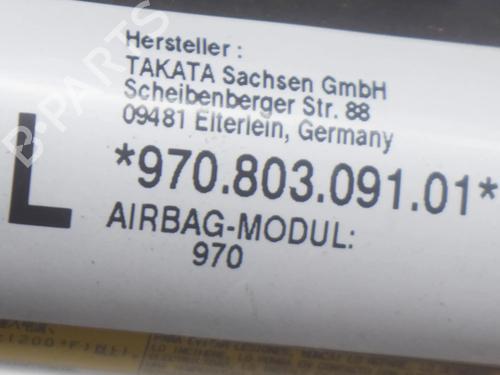 Hersteller :
TAKATA Sachsen GmbH
Scheibenberger Str. 88
09481 Elterlein, Germany
L
*970.803.091.01*
AIRBAG-MODUL:
970
B-PARTS